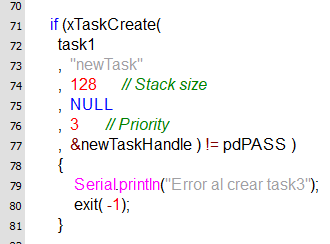 70
71 if (xTaskCreate(
72 task1
73 , "newTask"
74 , 128 // Stack size
75 , NULL
76 , 3 // Priority
77 , &newTaskHandle ) != pdPASS )
78 {
79 Serial.println("Error al crear task3");
80 exit( -1);
81 }